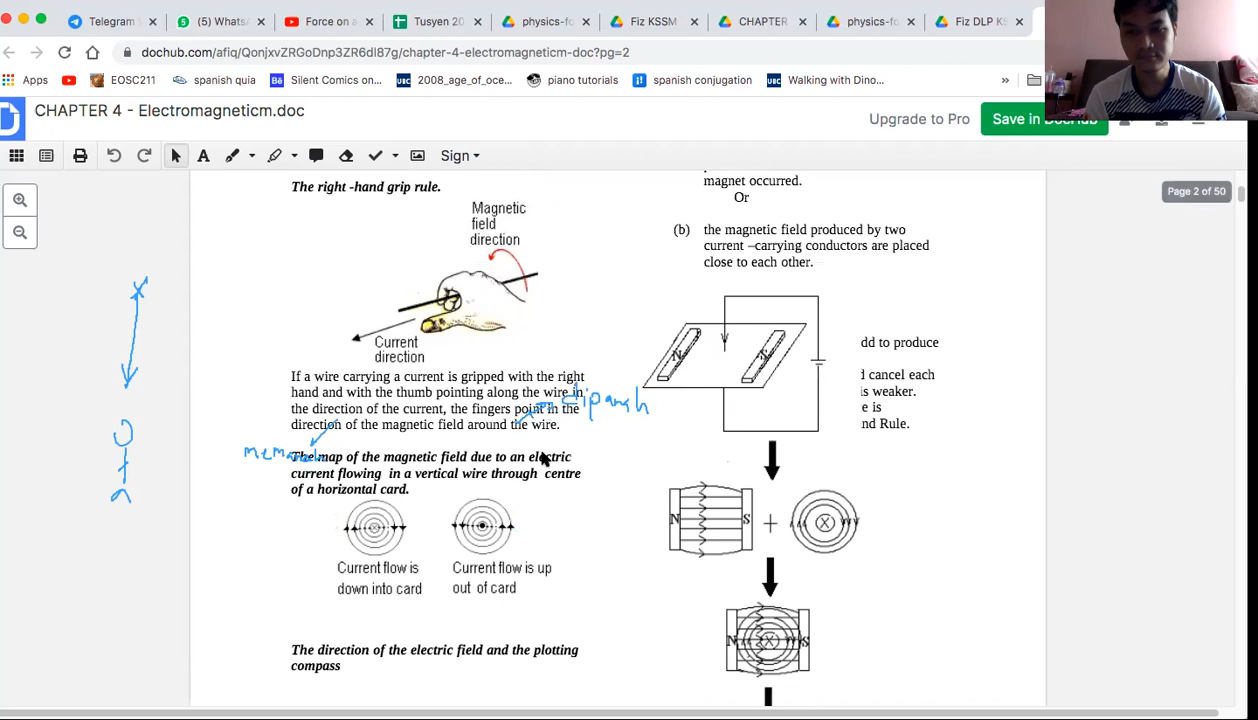 Telegram W
(5) Whats
Force on a
Tusyen 20
physics-fo
Fiz KSSM
CHAPTER
physics-fo
Fiz DLP KS
dochub.com/afiq/QonjxvZRGoDnp3ZR6dl87g/chapter-4-electromagneticm-doc?pg=2
Apps
EOSC211
spanish quia
Silent Comics on...
2008_age_of_oce...
piano tutorials
spanish conjugation
Walking with Dino...
»
CHAPTER 4 - Electromagneticm.doc
Upgrade to Pro
Save in DocHub
Sign
Page 2 of 50
The right -hand grip rule.
Magnetic
field
direction
Current
direction
If a wire carrying a current is gripped with the right
hand and with the thumb pointing along the wire in
the direction of the current, the fingers point in the
direction of the magnetic field around the wire.
The map of the magnetic field due to an electric
current flowing in a vertical wire through centre
of a horizontal card.
Current flow is
down into card
Current flow is up
out of card
The direction of the electric field and the plotting
compass
magnet occurred.
Or
(b) the magnetic field produced by two
current –carrying conductors are placed
close to each other.
N S
dd to produce
d cancel each
is weaker.
e is
nd Rule.
N S + X
N X S